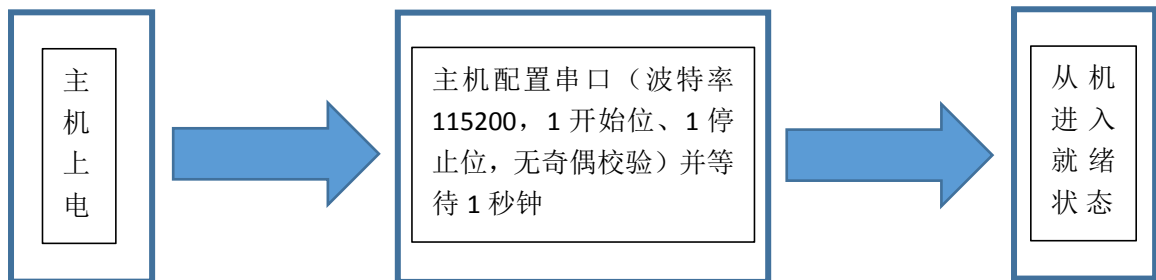 主
机
上
电
主机配置串口（波特率
115200，1 开始位、1 停
止位，无奇偶校验）并等
待 1 秒钟
从 机
进 入
就 绪
状 态